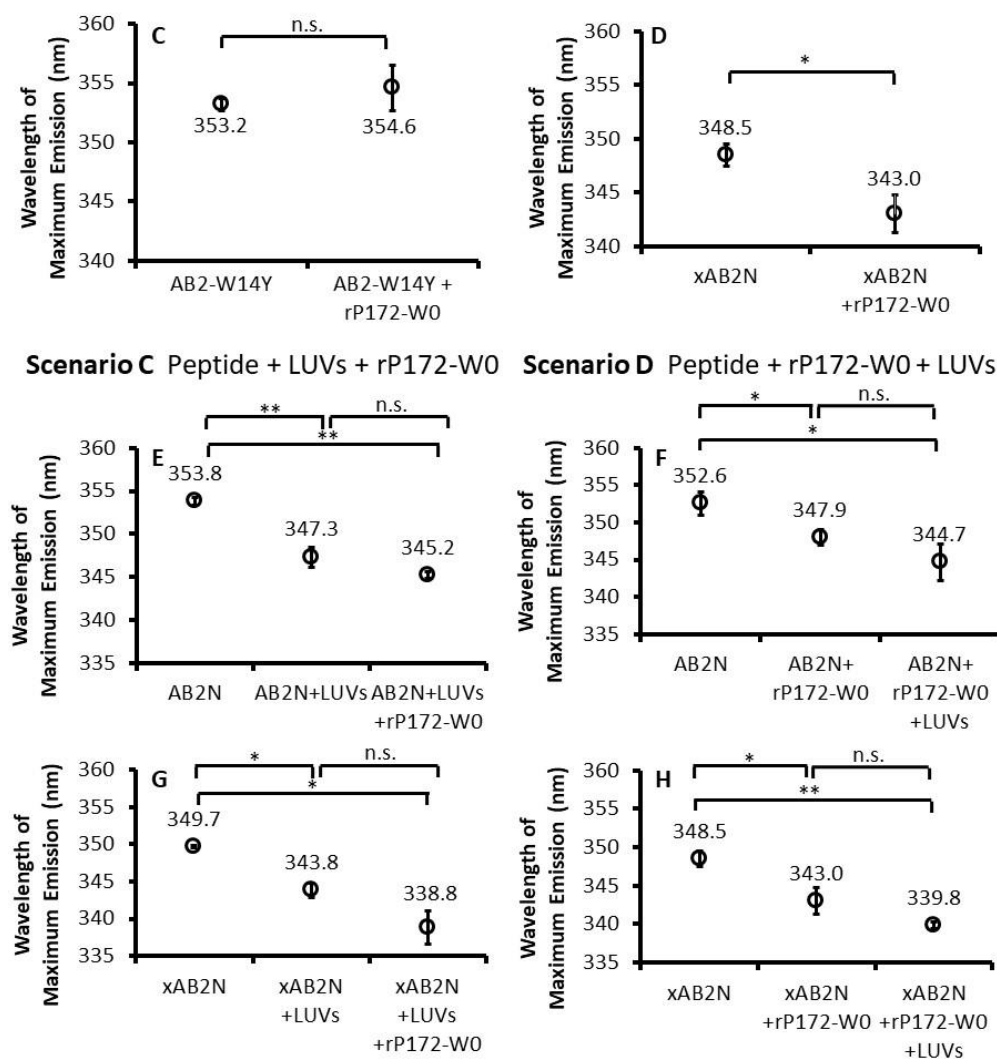 C
n.s.
Wavelength of
Maximum Emission (nm)
360
355
350
345
340
353.2
354.6
AB2-W14Y
AB2-W14Y +
rP172-W0
D
*
Wavelength of
Maximum Emission (nm)
360
355
350
345
340
348.5
343.0
xAB2N
xAB2N
+rP172-W0
Scenario C Peptide + LUVs + rP172-W0
Scenario D Peptide + rP172-W0 + LUVs
E
**
n.s.
**
Wavelength of
Maximum Emission (nm)
360
355
350
345
340
335
353.8
347.3
345.2
AB2N
AB2N+LUVs
AB2N+LUVs
+rP172-W0
F
*
n.s.
*
Wavelength of
Maximum Emission (nm)
360
355
350
345
340
335
352.6
347.9
344.7
AB2N
AB2N+
rP172-W0
AB2N+
rP172-W0
+LUVs
G
*
n.s.
*
Wavelength of
Maximum Emission (nm)
360
355
350
345
340
335
349.7
343.8
338.8
xAB2N
xAB2N
+LUVs
xAB2N
+LUVs
+rP172-W0
H
*
n.s.
**
Wavelength of
Maximum Emission (nm)
360
355
350
345
340
335
348.5
343.0
339.8
xAB2N
xAB2N
+rP172-W0
xAB2N
+rP172-W0
+LUVs